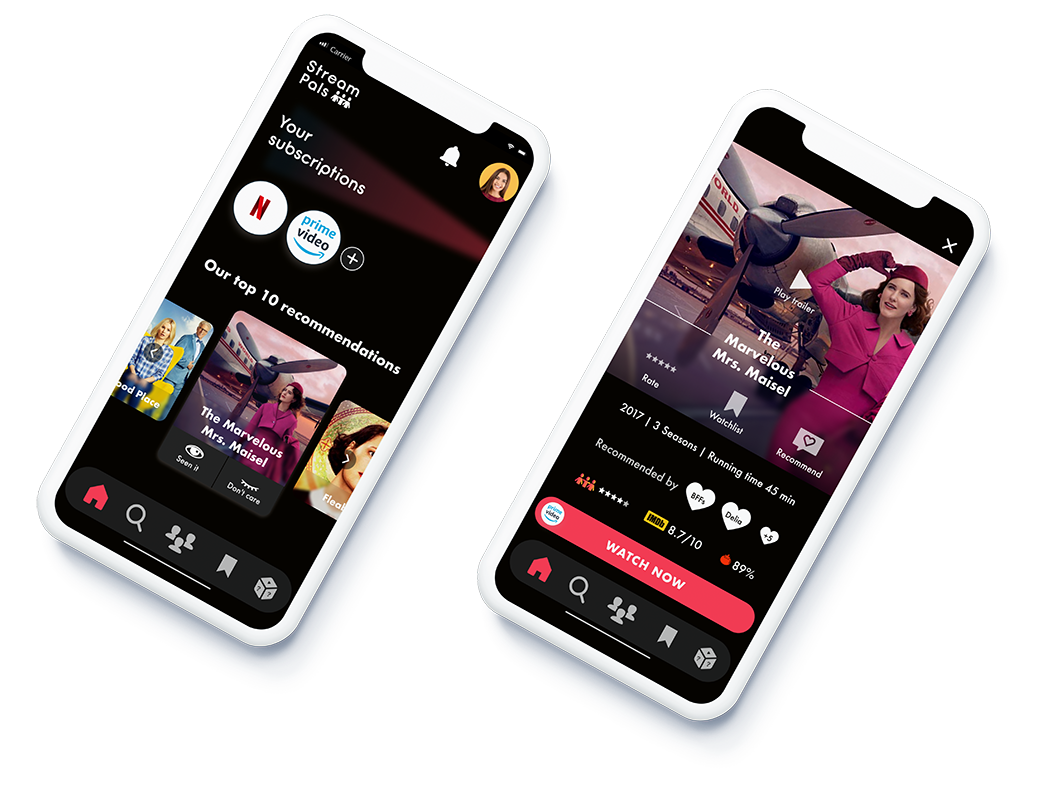 Carrier
Stream
Pals
Your
subscriptions
N
prime
video
Our top 10 recommendations
ood Place
The Marvelous
Mrs. Maisel
Fleab
Seen it
Don't care
ORLD
Play trailer
The
Marvelous
Mrs. Maisel
Rate
Watchlist
Recommend
2017 | 3 Seasons | Running time 45 min
Recommended by BFFs Delia +5
IMDb 8.7/10
89%
prime
video
WATCH NOW